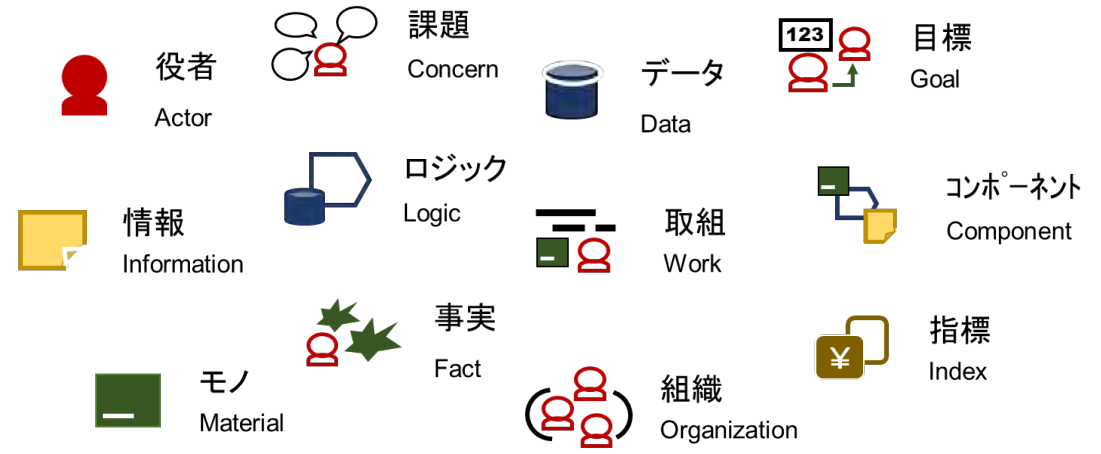 役者
Actor
課題
Concern
データ
Data
123
目標
Goal
情報
Information
ロジック
Logic
取組
Work
コンポーネント
Component
モノ
Material
事実
Fact
組織
Organization
¥
指標
Index